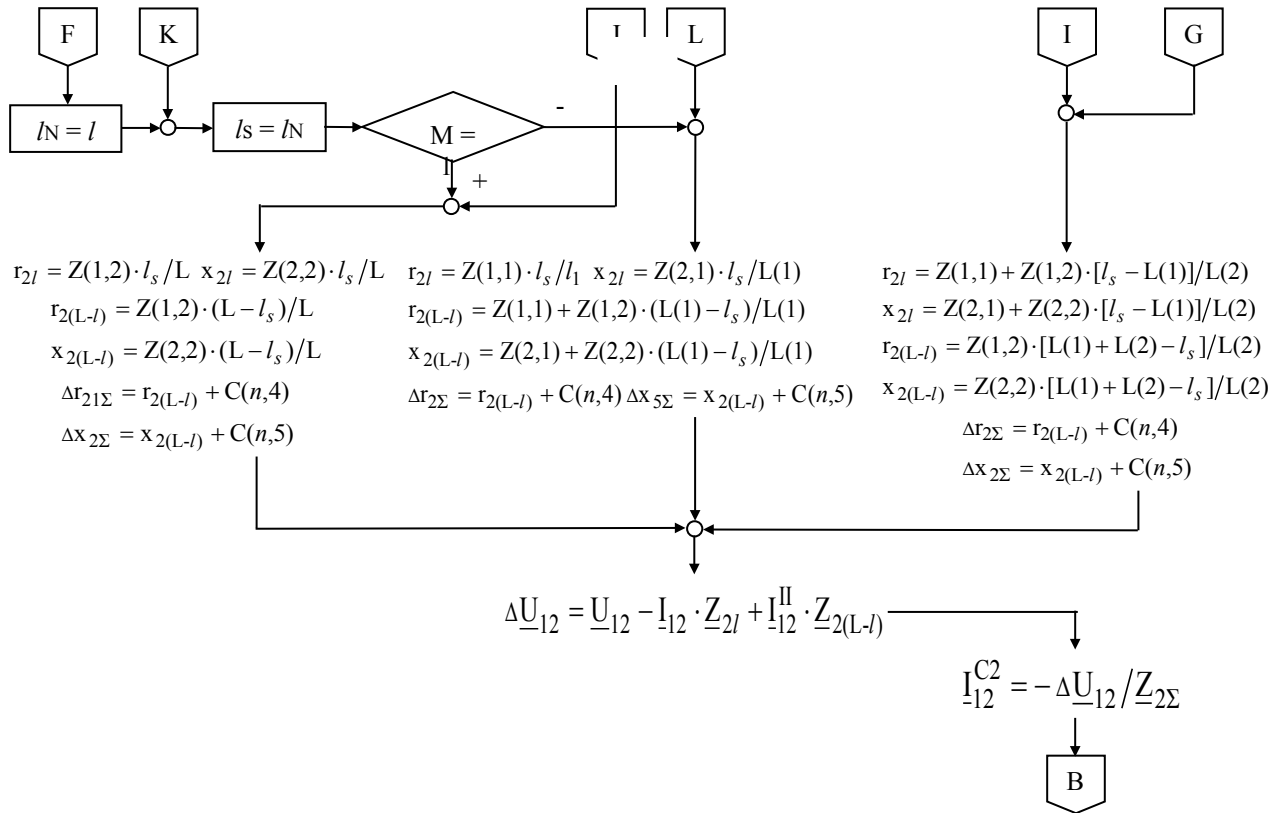 F K L I G
lN = l ls = lN M = -
+
r2l = Z(1,2)·ls/L x2l = Z(2,2)·ls/L
r2(L-l) = Z(1,2)·(L−ls)/L
x2(L-l) = Z(2,2)·(L−ls)/L
Δr21Σ = r2(L-l) + C(n,4)
Δx2Σ = x2(L-l) + C(n,5)
r2l = Z(1,1)·ls/l1 x2l = Z(2,1)·ls/L(1)
r2(L-l) = Z(1,1) + Z(1,2)·(L(1)−ls)/L(1)
x2(L-l) = Z(2,1) + Z(2,2)·(L(1)−ls)/L(1)
Δr2Σ = r2(L-l) + C(n,4) Δx5Σ = x2(L-l) + C(n,5)
r2l = Z(1,1) + Z(1,2)·[ls − L(1)]/L(2)
x2l = Z(2,1) + Z(2,2)·[ls − L(1)]/L(2)
r2(L-l) = Z(1,2)·[L(1) + L(2) − ls]/L(2)
x2(L-l) = Z(2,2)·[L(1) + L(2) − ls]/L(2)
Δr2Σ = r2(L-l) + C(n,4)
Δx2Σ = x2(L-l) + C(n,5)
ΔU12 = U12 − I12·Z2l + I12^II·Z2(L-l)
I12^C2 = −ΔU12/Z2Σ
B